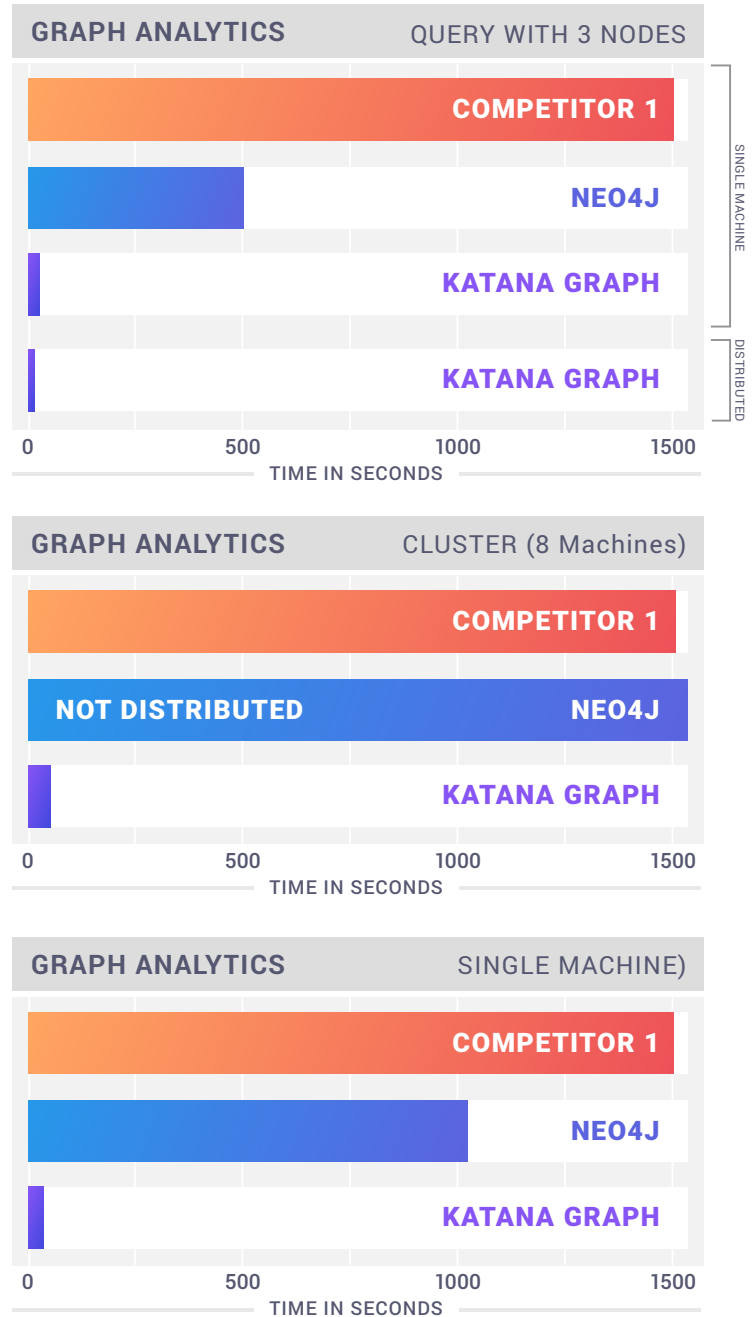 GRAPH ANALYTICS QUERY WITH 3 NODES
COMPETITOR 1
NEO4J
KATANA GRAPH
SINGLE MACHINE
KATANA GRAPH
DISTRIBUTED
0 500 1000 1500
TIME IN SECONDS
GRAPH ANALYTICS CLUSTER (8 Machines)
COMPETITOR 1
NOT DISTRIBUTED NEO4J
KATANA GRAPH
0 500 1000 1500
TIME IN SECONDS
GRAPH ANALYTICS SINGLE MACHINE)
COMPETITOR 1
NEO4J
KATANA GRAPH
0 500 1000 1500
TIME IN SECONDS